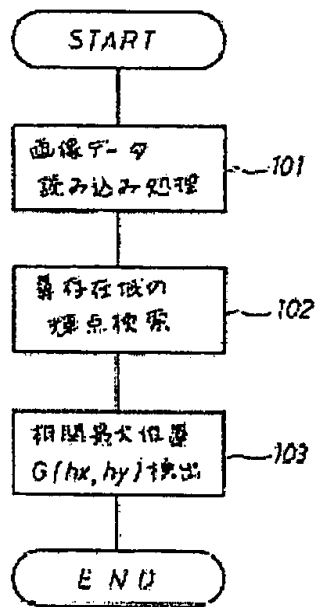 START
画像データ
読み込み処理
101
鼻存在域の
輝点検索
102
相関最大位置
G(hx, hy) 検出
103
END